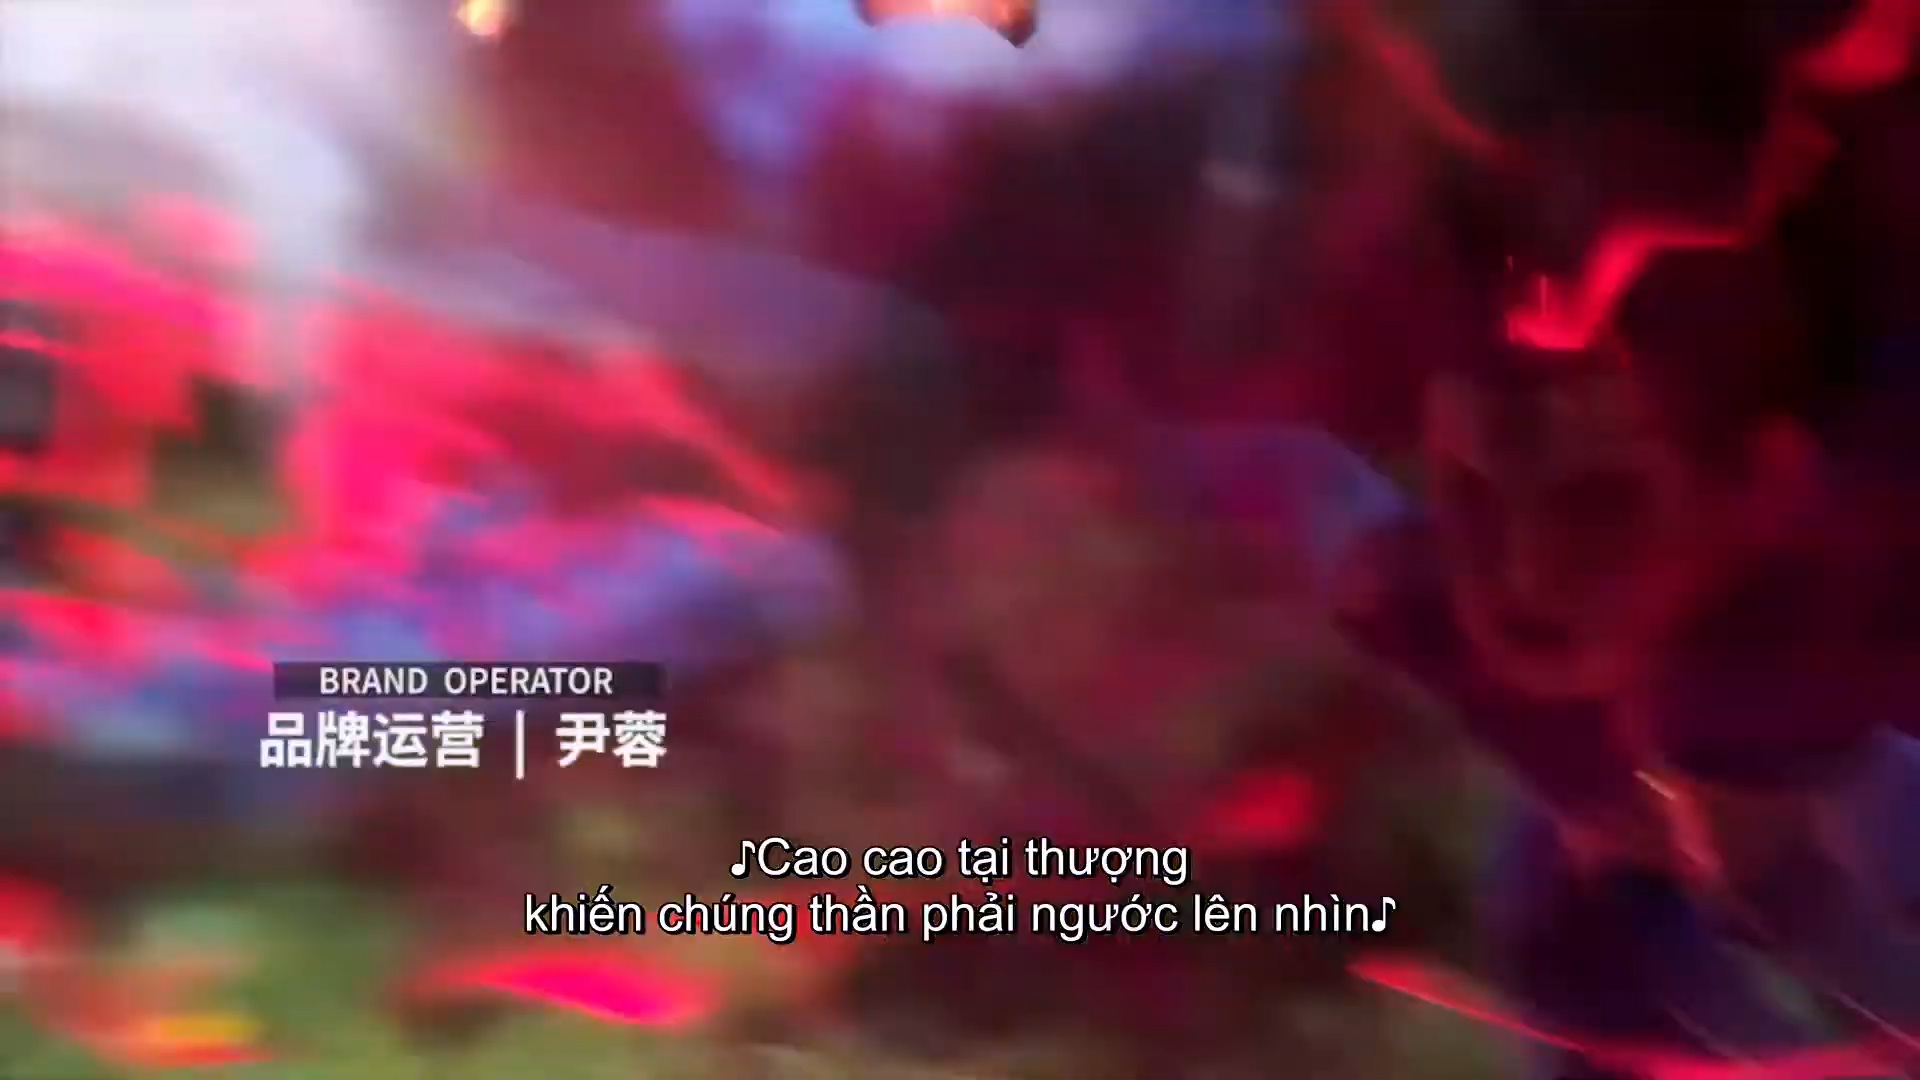 BRAND OPERATOR
品牌运营 | 尹蓉
♪Cao cao tại thượng
khiến chúng thần phải ngước lên nhìn♪